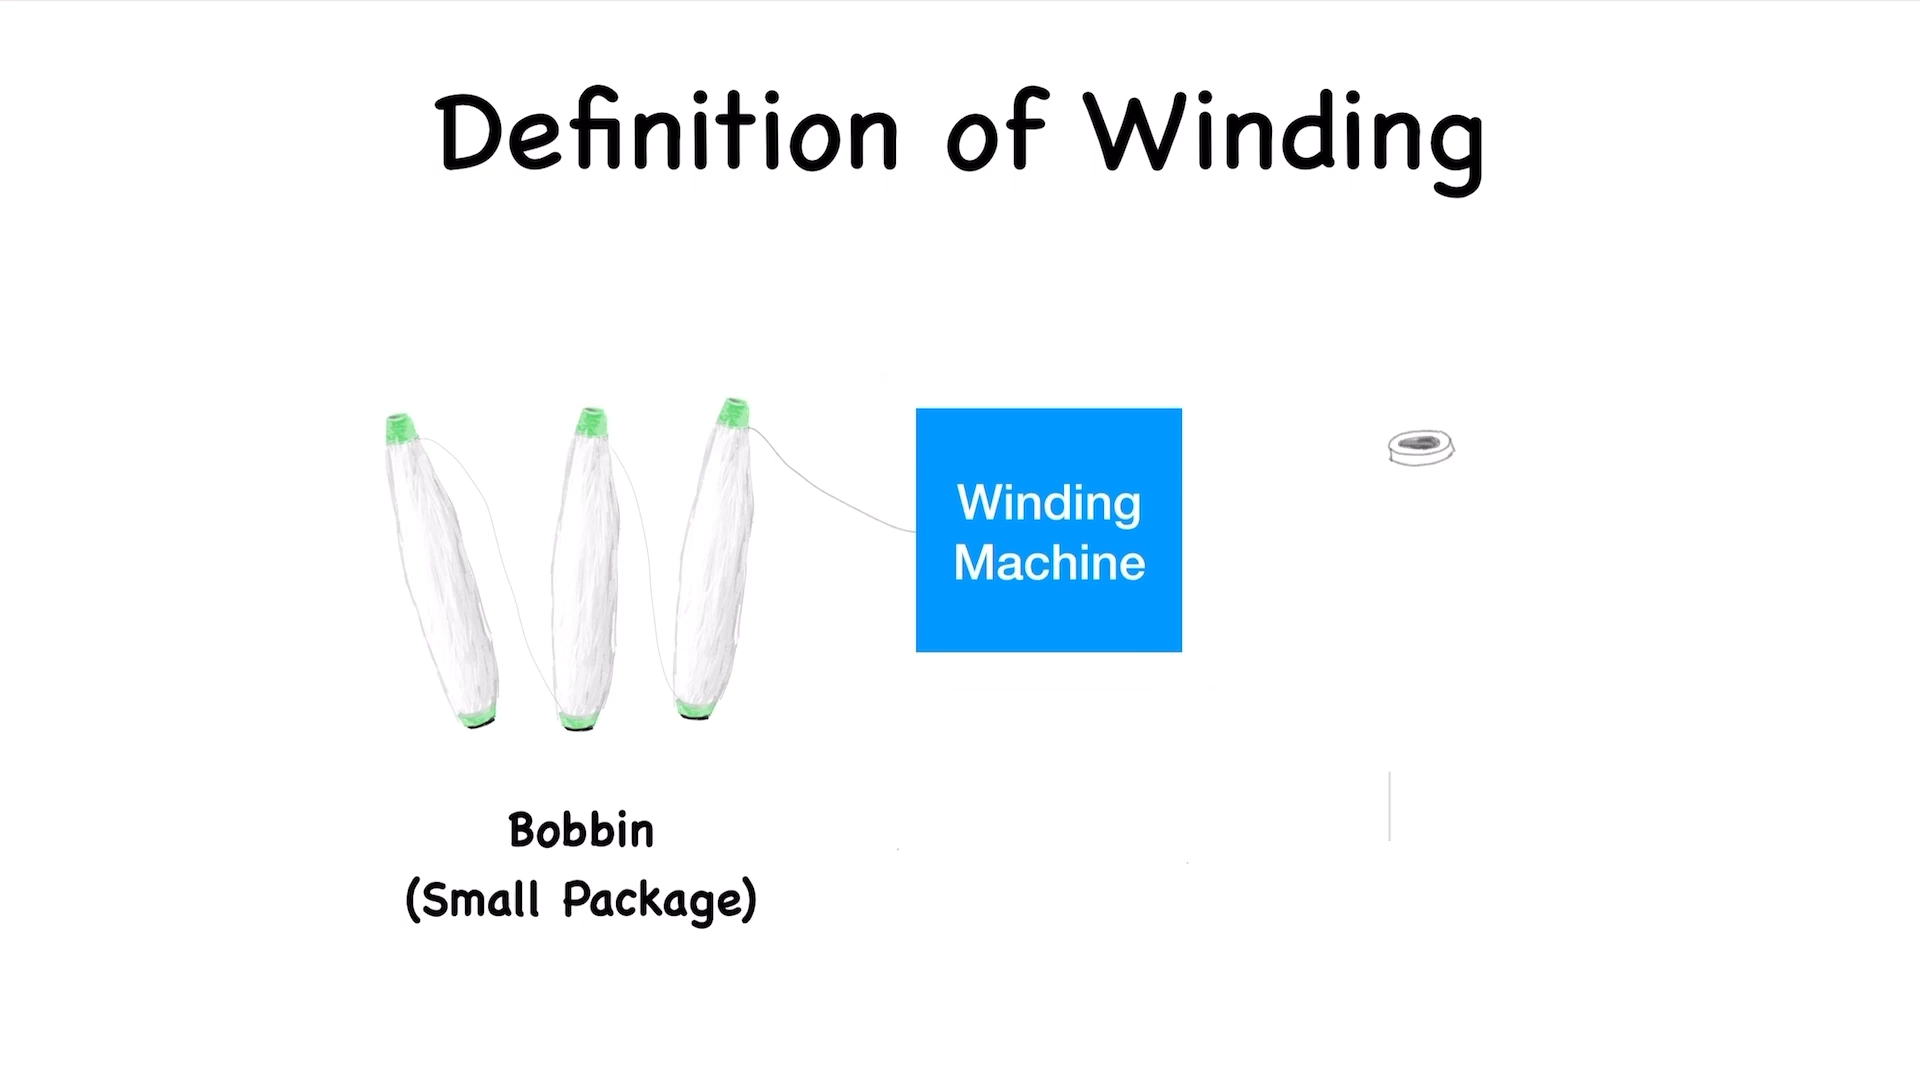 Definition of Winding
Winding
Machine
Bobbin
(Small Package)